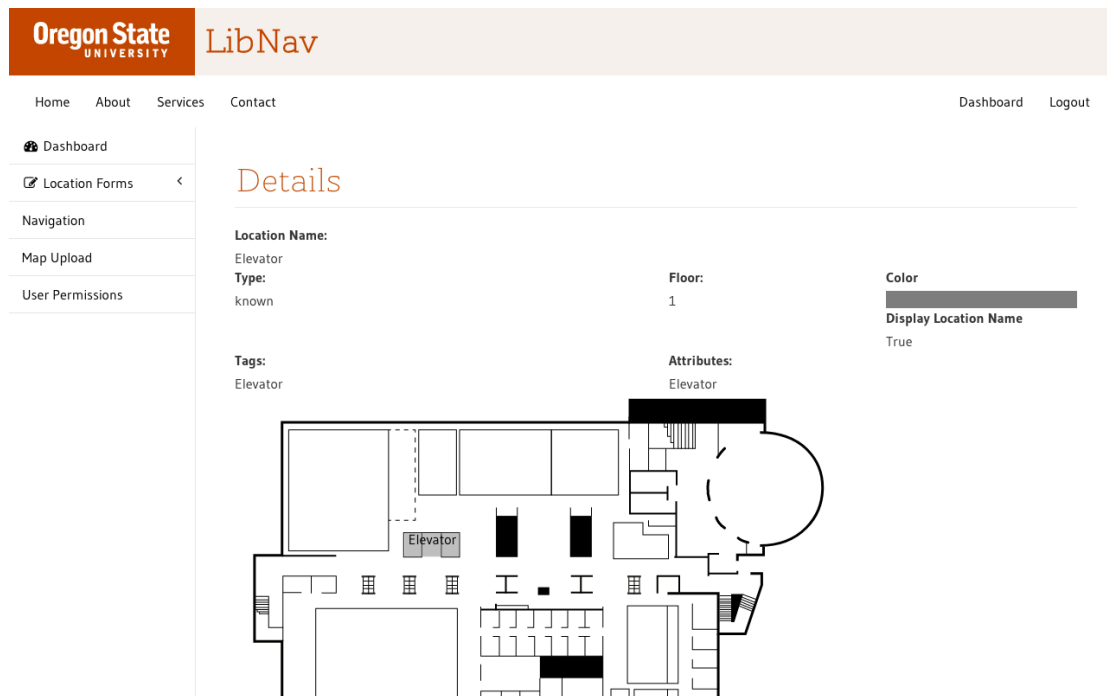 Oregon State
UNIVERSITY
LibNav
Home About Services Contact Dashboard Logout
Dashboard
Location Forms
Navigation
Map Upload
User Permissions
Details
Location Name:
Elevator
Type: Floor: Color
known 1
Display Location Name
True
Tags: Attributes:
Elevator Elevator
Elevator